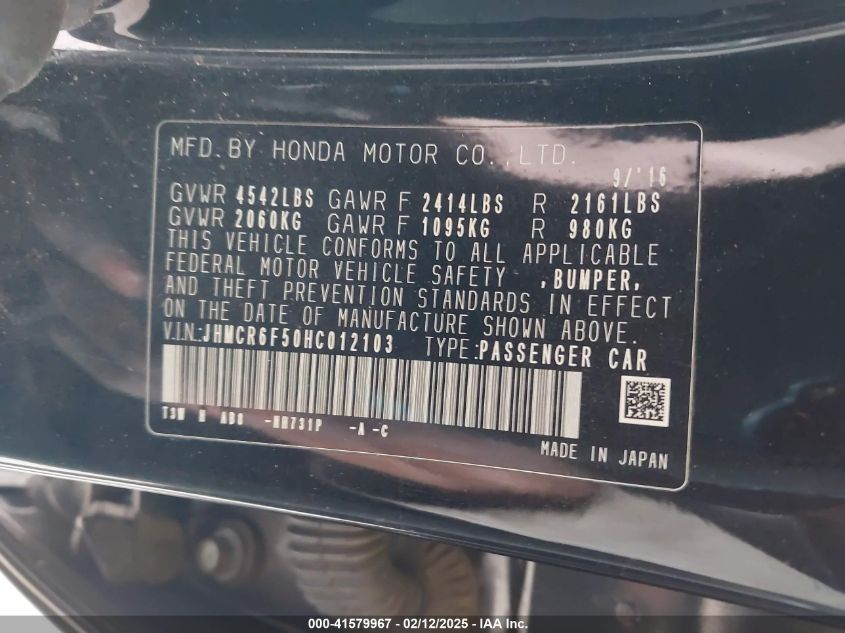 MFD. BY HONDA MOTOR CO., LTD.
9/'16
GVWR 4542LBS GAWR F 2414LBS R 2161LBS
GVWR 2060KG GAWR F 1095KG R 980KG
THIS VEHICLE CONFORMS TO ALL APPLICABLE
FEDERAL MOTOR VEHICLE SAFETY ,BUMPER,
AND THEFT PREVENTION STANDARDS IN EFFECT
ON THE DATE OF MANUFACTURE SHOWN ABOVE.
VIN:JHMCR6F50HC012103 TYPE:PASSENGER CAR
-NH731P -A -C
MADE IN JAPAN
000-41579967 - 02/12/2025 - IAA Inc.